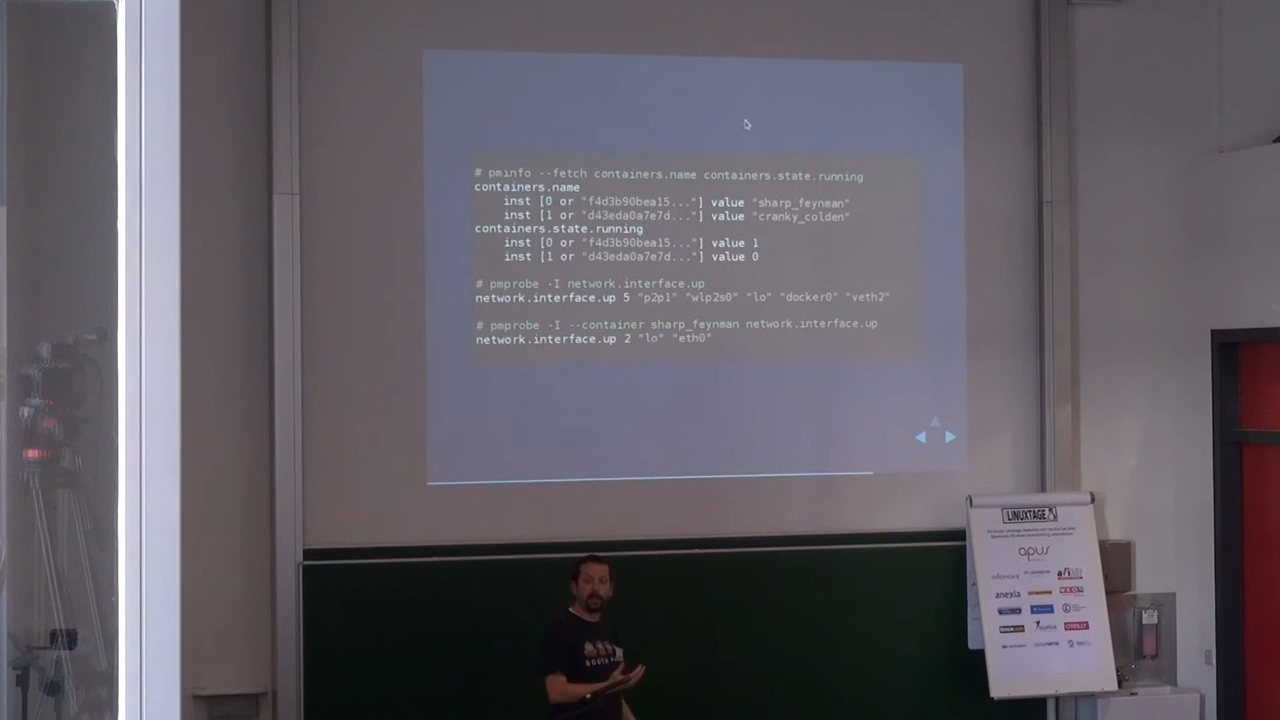 # pminfo --fetch containers.name containers.state.running
containers.name
inst [0 or "f4d3b90bea15..."] value "sharp_feynman"
inst [1 or "d43eda0a7e7d..."] value "cranky_colden"
containers.state.running
inst [0 or "f4d3b90bea15..."] value 1
inst [1 or "d43eda0a7e7d..."] value 0
# pmprobe -I network.interface.up
network.interface.up 5 "p2p1" "wlp2s0" "lo" "docker0" "veth2"
# pmprobe -I --container sharp_feynman network.interface.up
network.interface.up 2 "lo" "eth0"
LINUXTAGE
apus
infonova
anexia
O'REILLY
SOUTH